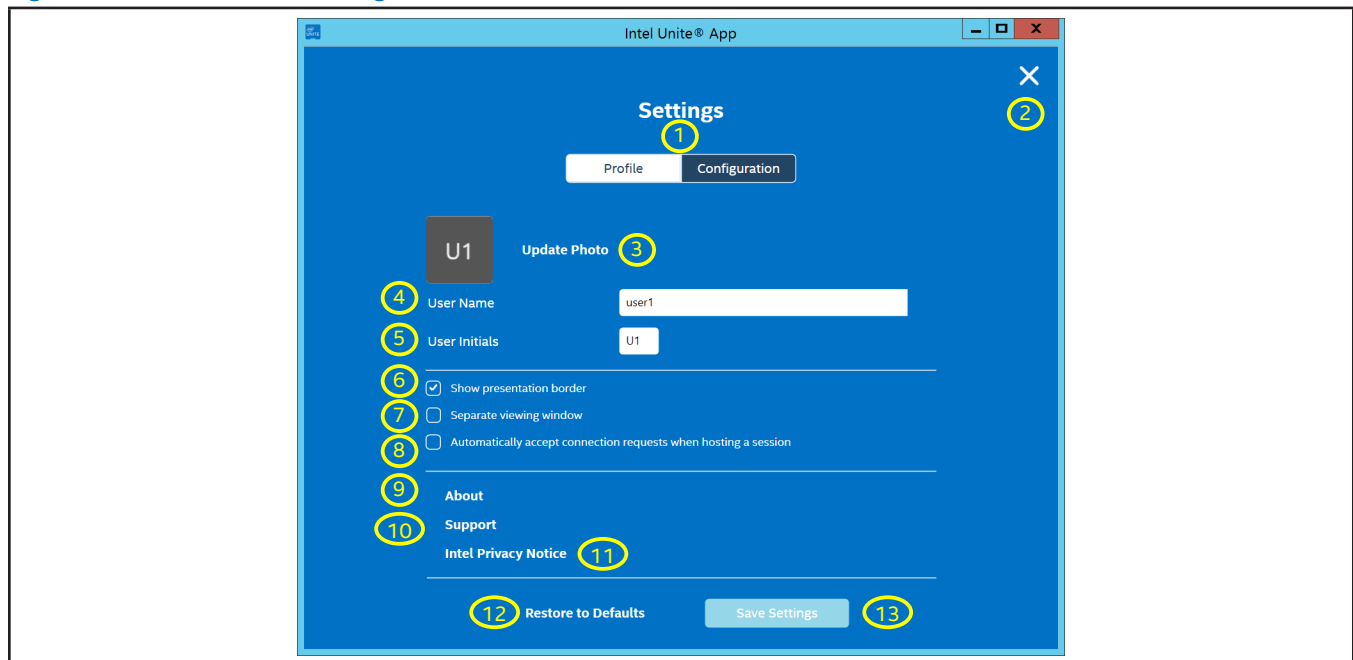 Intel Unite® App
X
Settings
2
1
Profile Configuration
U1 Update Photo 3
4 User Name user1
5 User Initials U1
6 Show presentation border
7 Separate viewing window
8 Automatically accept connection requests when hosting a session
9 About
10 Support
Intel Privacy Notice 11
12 Restore to Defaults Save Settings 13